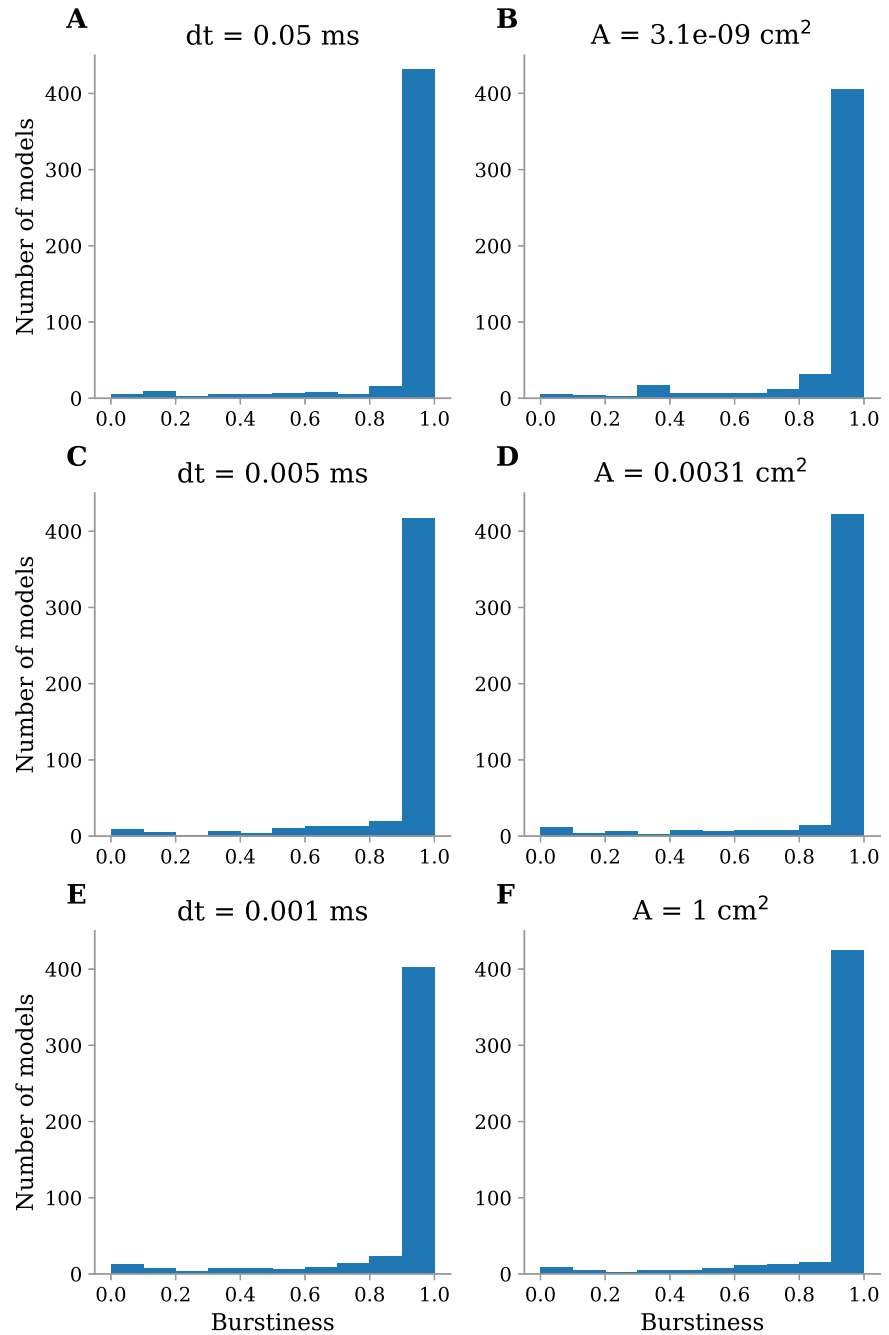 A
dt = 0.05 ms
Number of models
400
300
200
100
0
0.0 0.2 0.4 0.6 0.8 1.0
B
A = 3.1e-09 cm²
400
300
200
100
0
0.0 0.2 0.4 0.6 0.8 1.0
C
dt = 0.005 ms
Number of models
400
300
200
100
0
0.0 0.2 0.4 0.6 0.8 1.0
D
A = 0.0031 cm²
400
300
200
100
0
0.0 0.2 0.4 0.6 0.8 1.0
E
dt = 0.001 ms
Number of models
400
300
200
100
0
0.0 0.2 0.4 0.6 0.8 1.0
Burstiness
F
A = 1 cm²
400
300
200
100
0
0.0 0.2 0.4 0.6 0.8 1.0
Burstiness